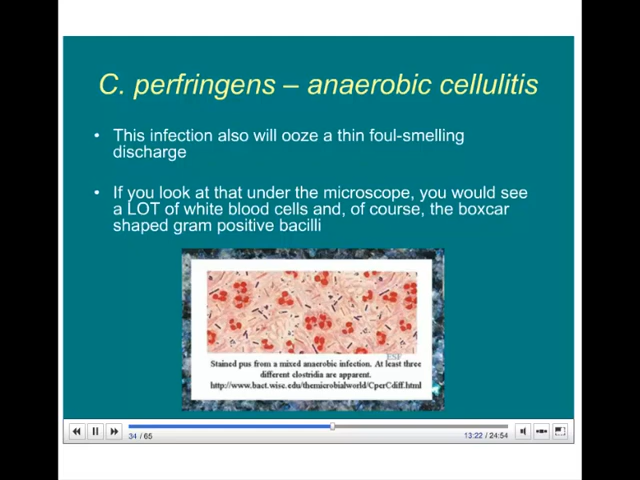 C. perfringens – anaerobic cellulitis
• This infection also will ooze a thin foul-smelling
discharge
• If you look at that under the microscope, you would see
a LOT of white blood cells and, of course, the boxcar
shaped gram positive bacilli
ESF
Stained pus from a mixed anaerobic infection. At least three
different clostridia are apparent.
http://www.bact.wisc.edu/themicrobialworld/CperCdiff.html
34 / 65
13:22 / 24:54